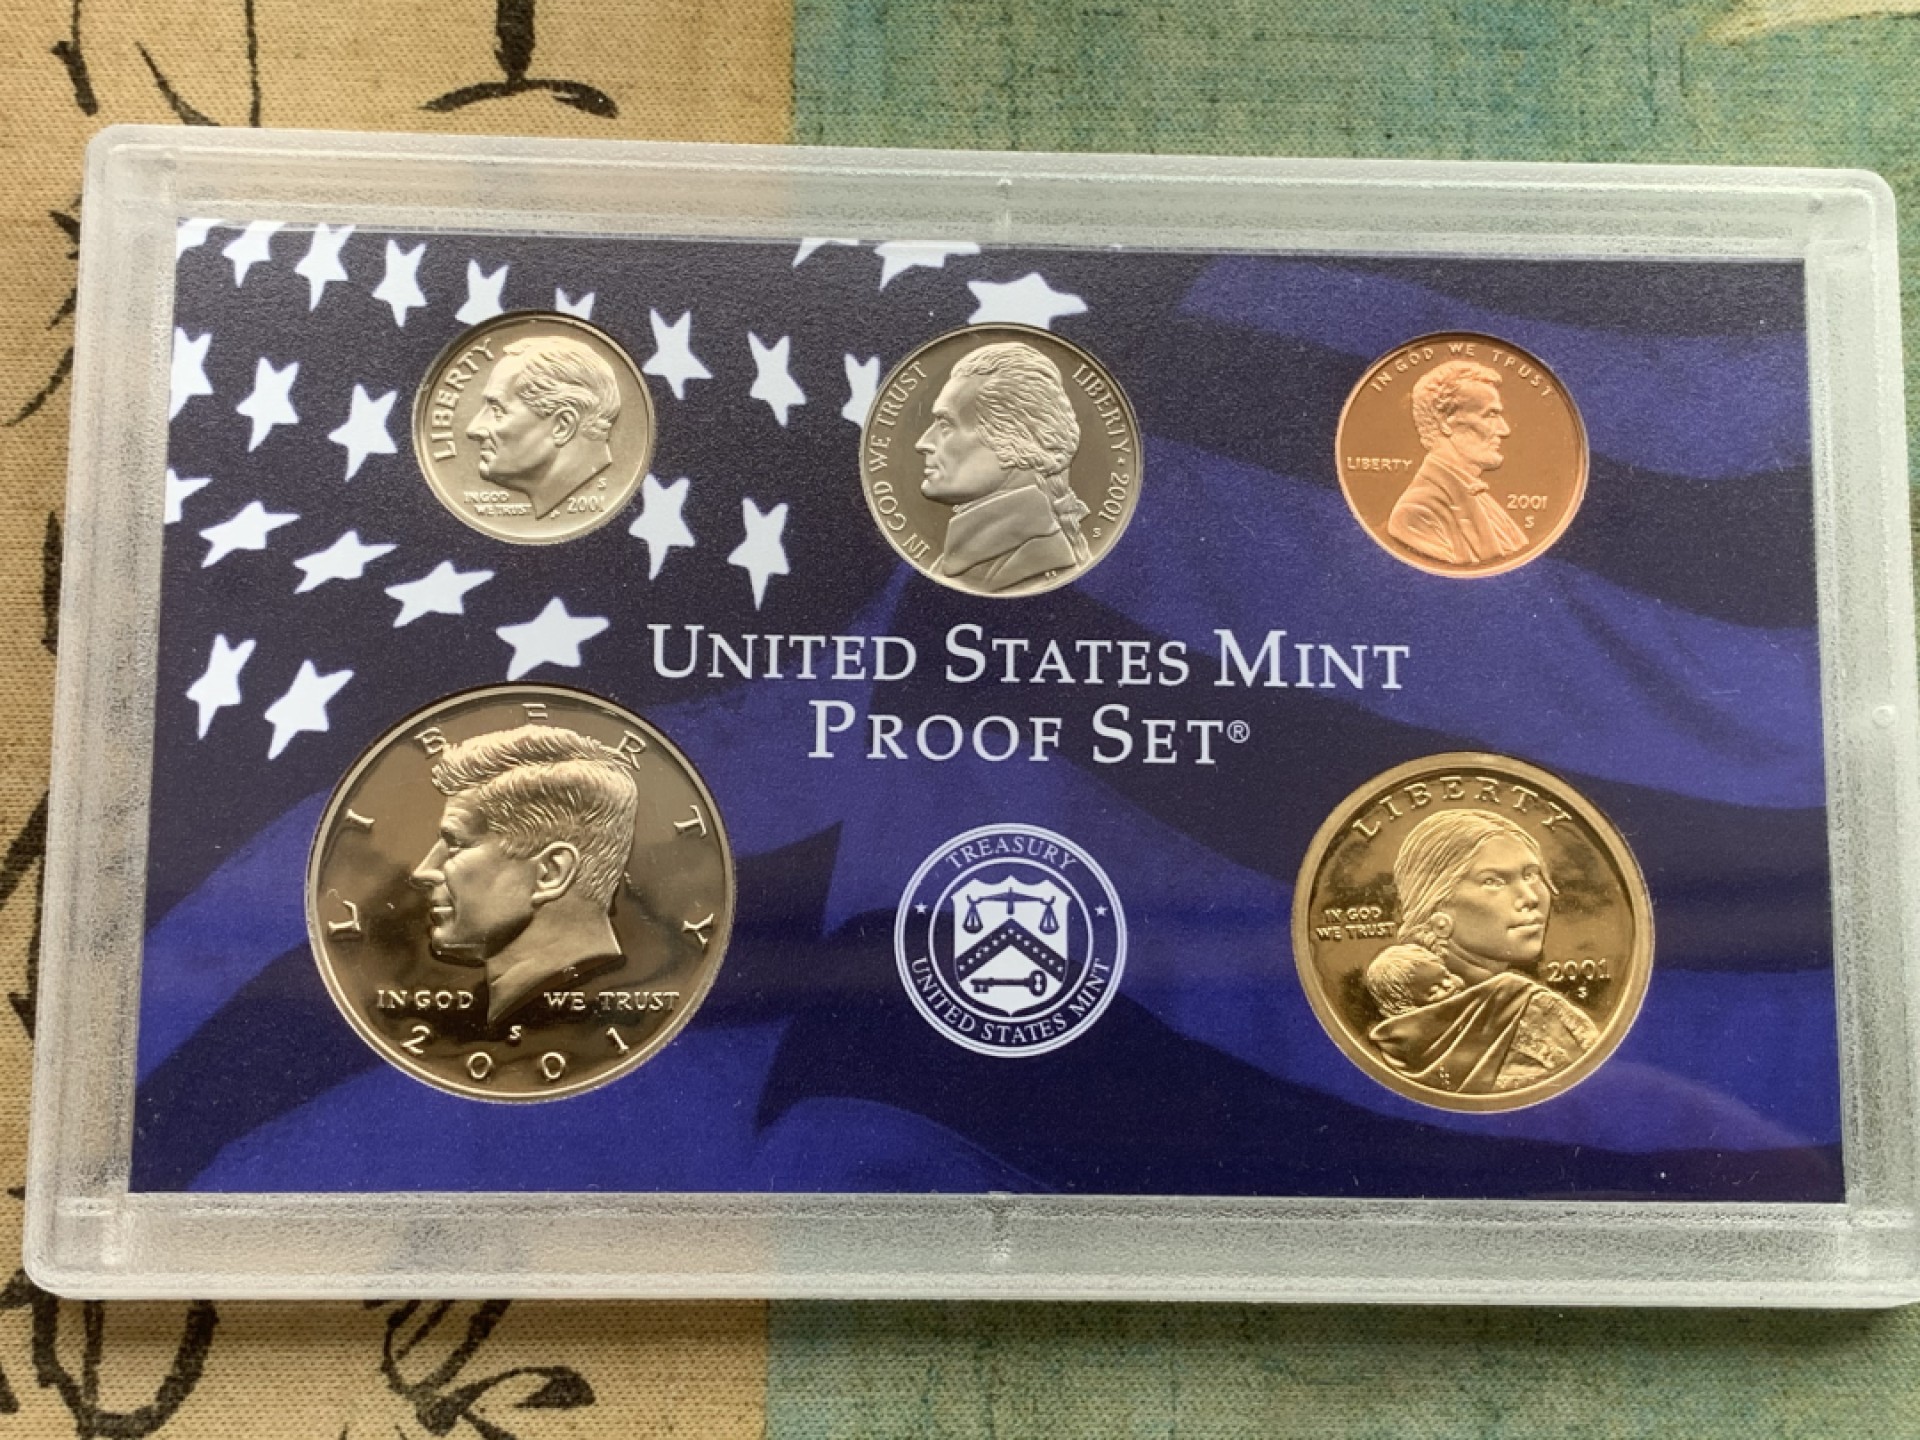 LIBERTY
IN GOD
WE TRUST
S
2001
IN GOD WE TRUST
LIBERTY ★ 2001
S
IN GOD WE TRUST
LIBERTY
2001
S
UNITED STATES MINT
PROOF SET®
LIBERTY
IN GOD WE TRUST
S
2001
TREASURY
UNITED STATES MINT
LIBERTY
IN GOD
WE TRUST
2001
S